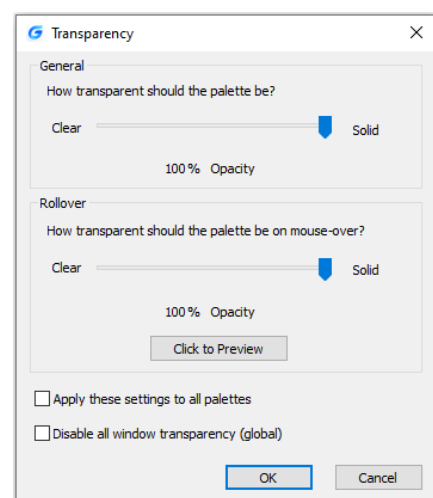 Transparency
General
How transparent should the palette be?
Clear Solid
100 % Opacity
Rollover
How transparent should the palette be on mouse-over?
Clear Solid
100 % Opacity
Click to Preview
Apply these settings to all palettes
Disable all window transparency (global)
OK Cancel